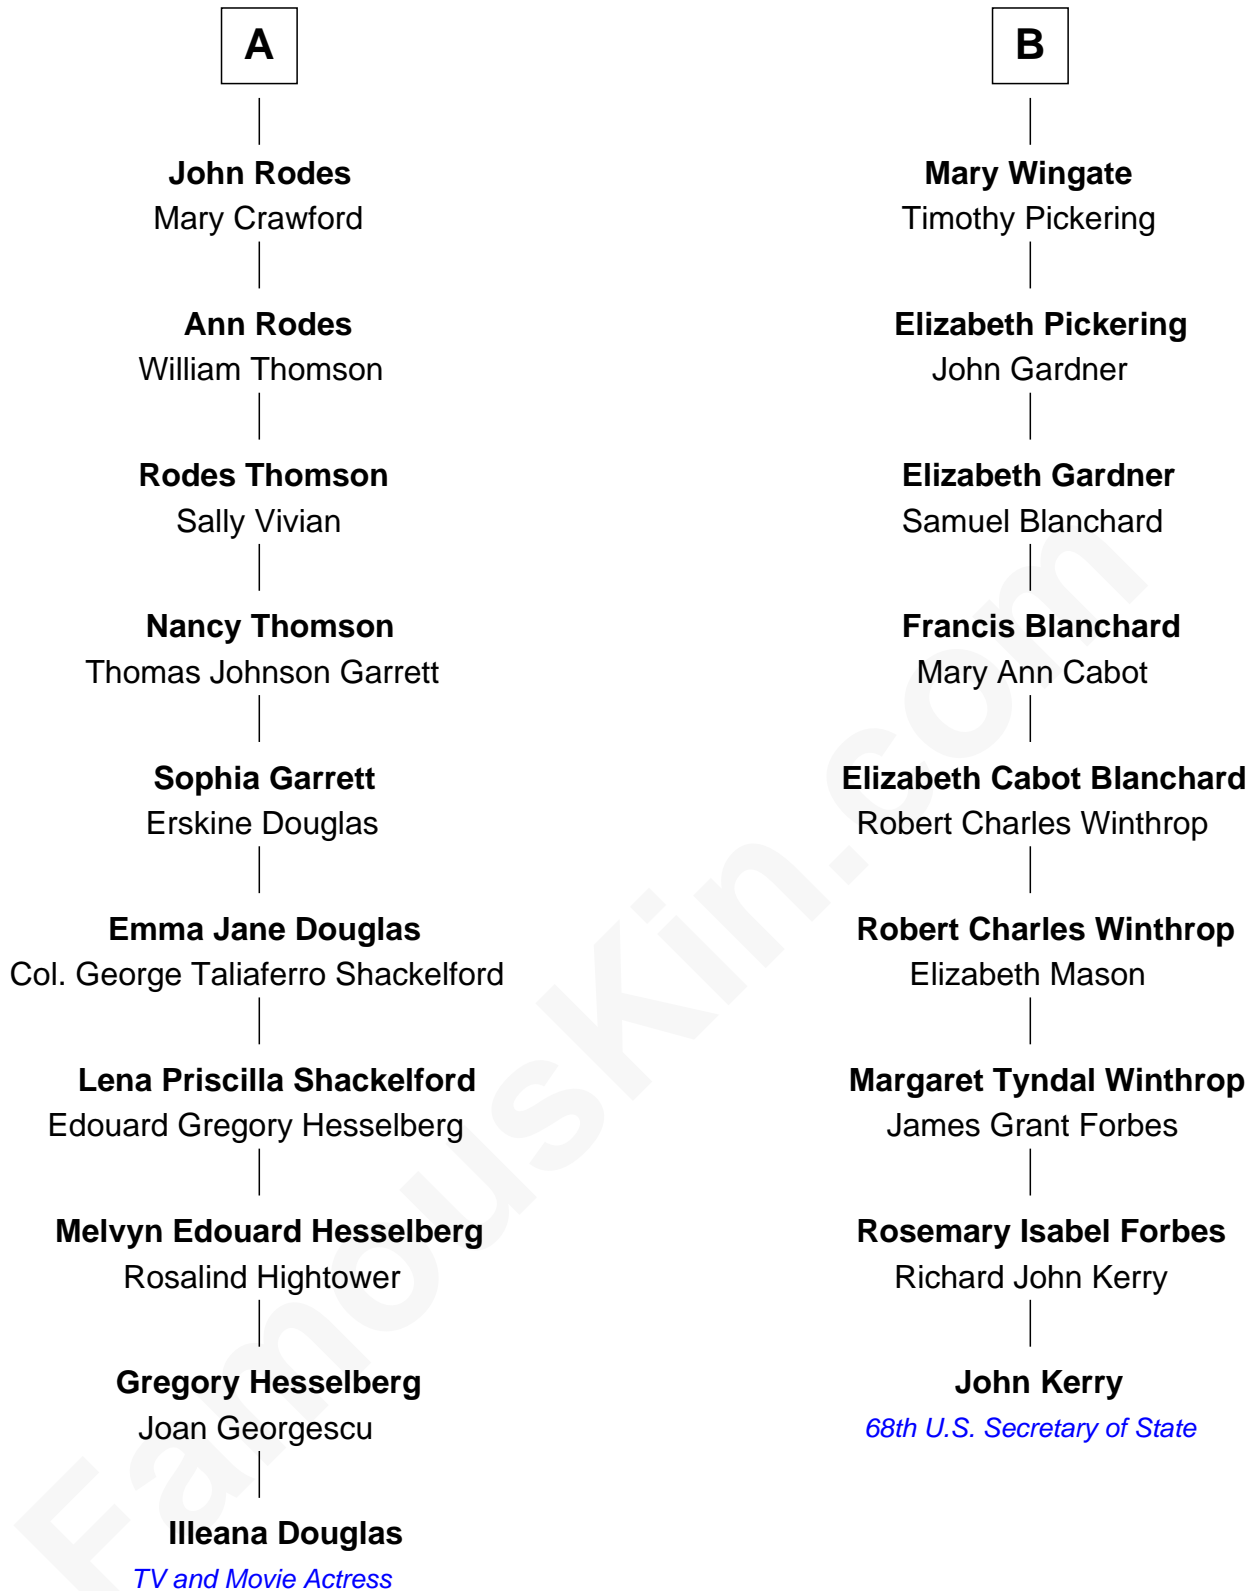 A
John Rodes
Mary Crawford
Ann Rodes
William Thomson
Rodes Thomson
Sally Vivian
Nancy Thomson
Thomas Johnson Garrett
Sophia Garrett
Erskine Douglas
Emma Jane Douglas
Col. George Taliaferro Shackelford
Lena Priscilla Shackelford
Edouard Gregory Hesselberg
Melvyn Edouard Hesselberg
Rosalind Hightower
Gregory Hesselberg
Joan Georgescu
Illeana Douglas
TV and Movie Actress
B
Mary Wingate
Timothy Pickering
Elizabeth Pickering
John Gardner
Elizabeth Gardner
Samuel Blanchard
Francis Blanchard
Mary Ann Cabot
Elizabeth Cabot Blanchard
Robert Charles Winthrop
Robert Charles Winthrop
Elizabeth Mason
Margaret Tyndal Winthrop
James Grant Forbes
Rosemary Isabel Forbes
Richard John Kerry
John Kerry
68th U.S. Secretary of State
FamousKin.com